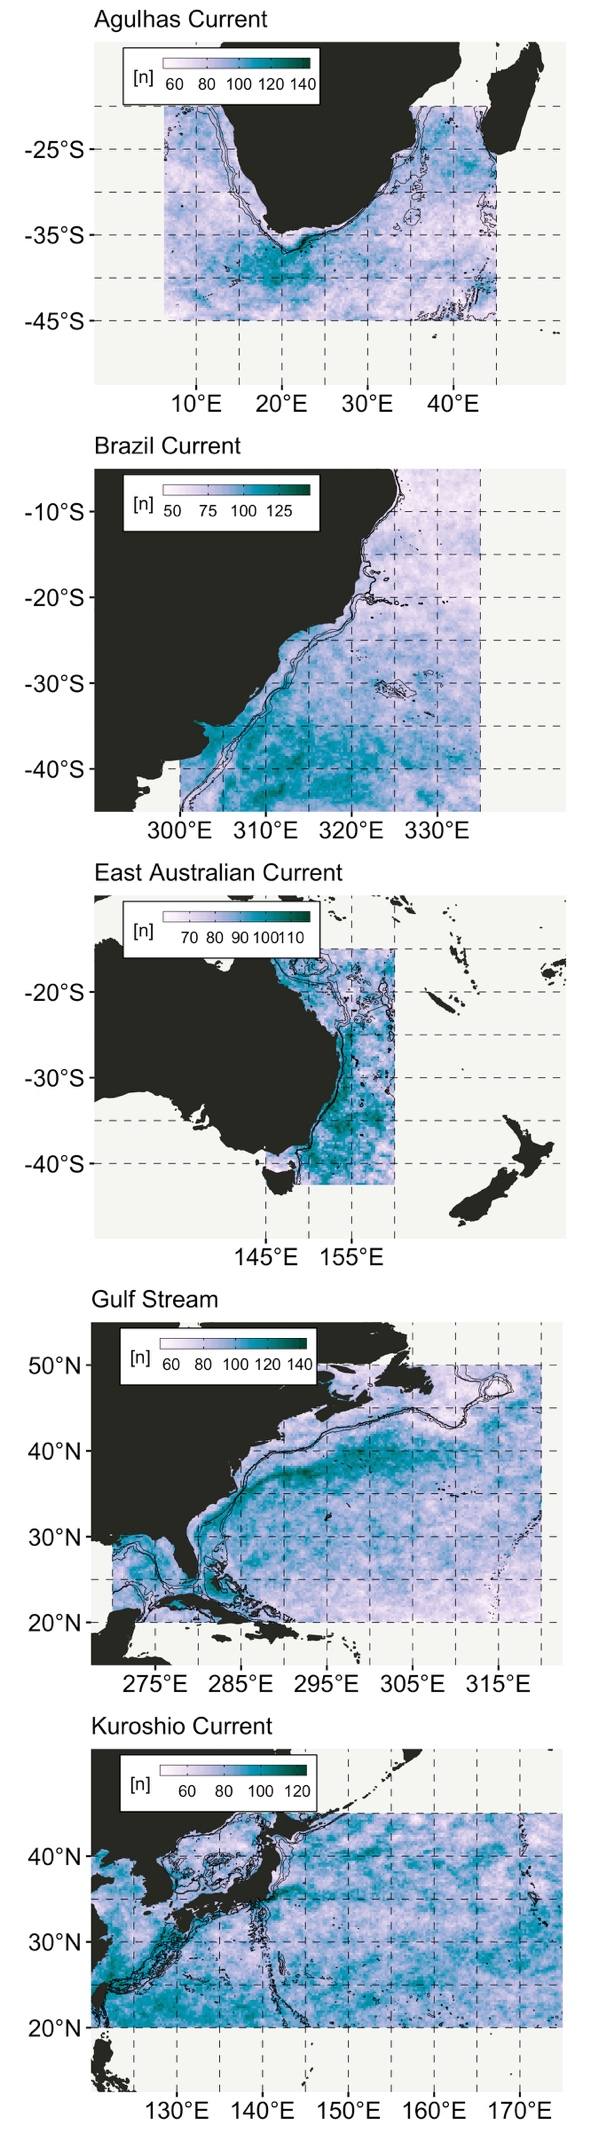 Agulhas Current
[n]
60 80 100 120 140
-25°S
-35°S
-45°S
10°E 20°E 30°E 40°E
Brazil Current
[n]
50 75 100 125
-10°S
-20°S
-30°S
-40°S
300°E 310°E 320°E 330°E
East Australian Current
[n]
70 80 90 100110
-20°S
-30°S
-40°S
145°E 155°E
Gulf Stream
[n]
60 80 100 120 140
50°N
40°N
30°N
20°N
275°E 285°E 295°E 305°E 315°E
Kuroshio Current
[n]
60 80 100 120
40°N
30°N
20°N
130°E 140°E 150°E 160°E 170°E